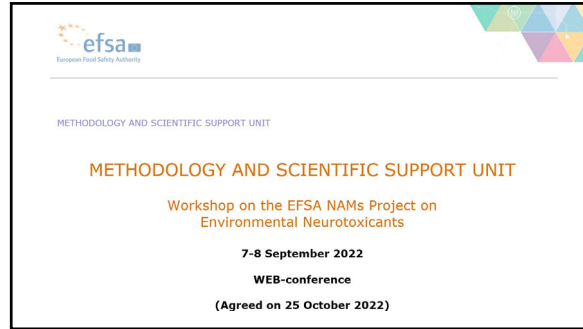 efsa
European Food Safety Authority
METHODOLOGY AND SCIENTIFIC SUPPORT UNIT
METHODOLOGY AND SCIENTIFIC SUPPORT UNIT
Workshop on the EFSA NAMs Project on
Environmental Neurotoxicants
7-8 September 2022
WEB-conference
(Agreed on 25 October 2022)